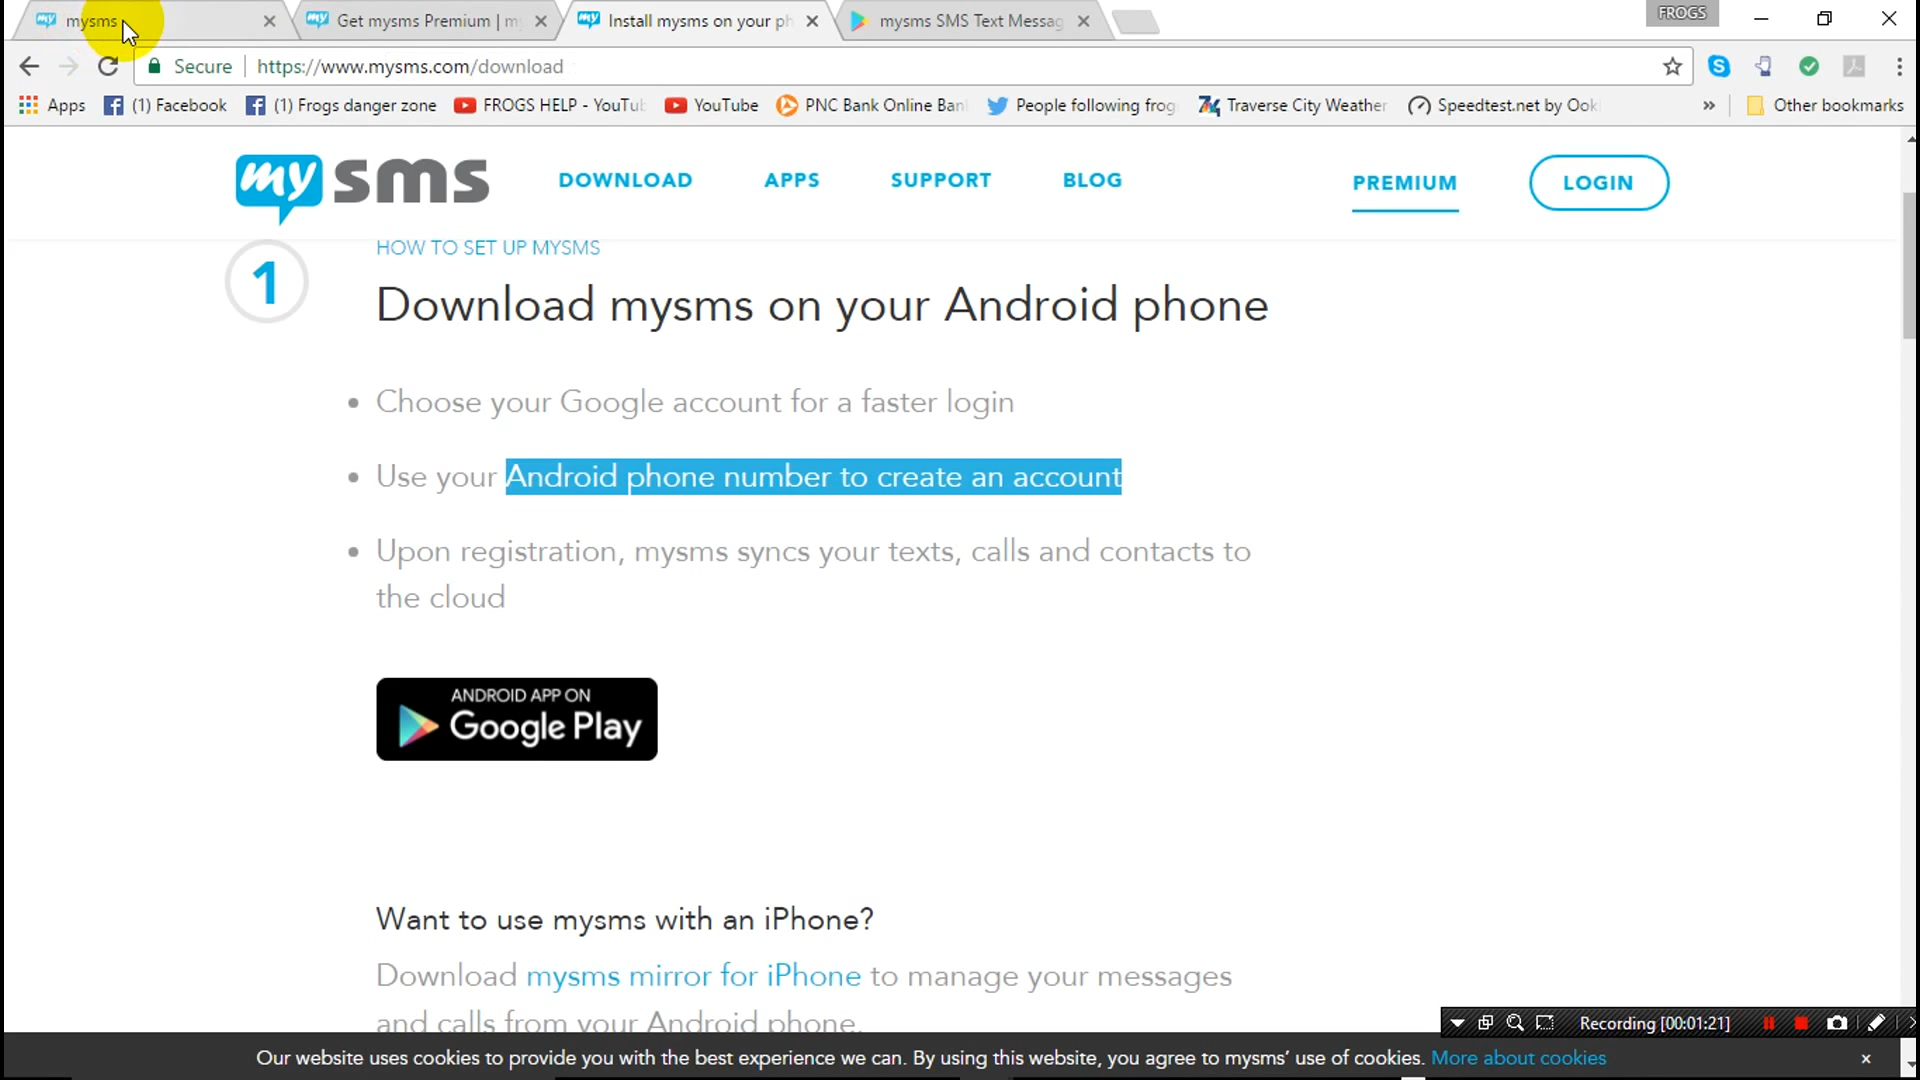 mysms
Get mysms Premium | my
Install mysms on your ph
mysms SMS Text Messag
FROGS
Secure
https://www.mysms.com/download
Apps
(1) Facebook
(1) Frogs danger zone
FROGS HELP - YouTu
YouTube
PNC Bank Online Ban
People following frog
Traverse City Weather
Speedtest.net by Ook
»
Other bookmarks
my sms
DOWNLOAD
APPS
SUPPORT
BLOG
PREMIUM
LOGIN
HOW TO SET UP MYSMS
1
Download mysms on your Android phone
• Choose your Google account for a faster login
• Use your Android phone number to create an account
• Upon registration, mysms syncs your texts, calls and contacts to
the cloud
ANDROID APP ON
Google Play
Want to use mysms with an iPhone?
Download mysms mirror for iPhone to manage your messages
and calls from your Android phone.
Recording [00:01:21]
Our website uses cookies to provide you with the best experience we can. By using this website, you agree to mysms' use of cookies. More about cookies